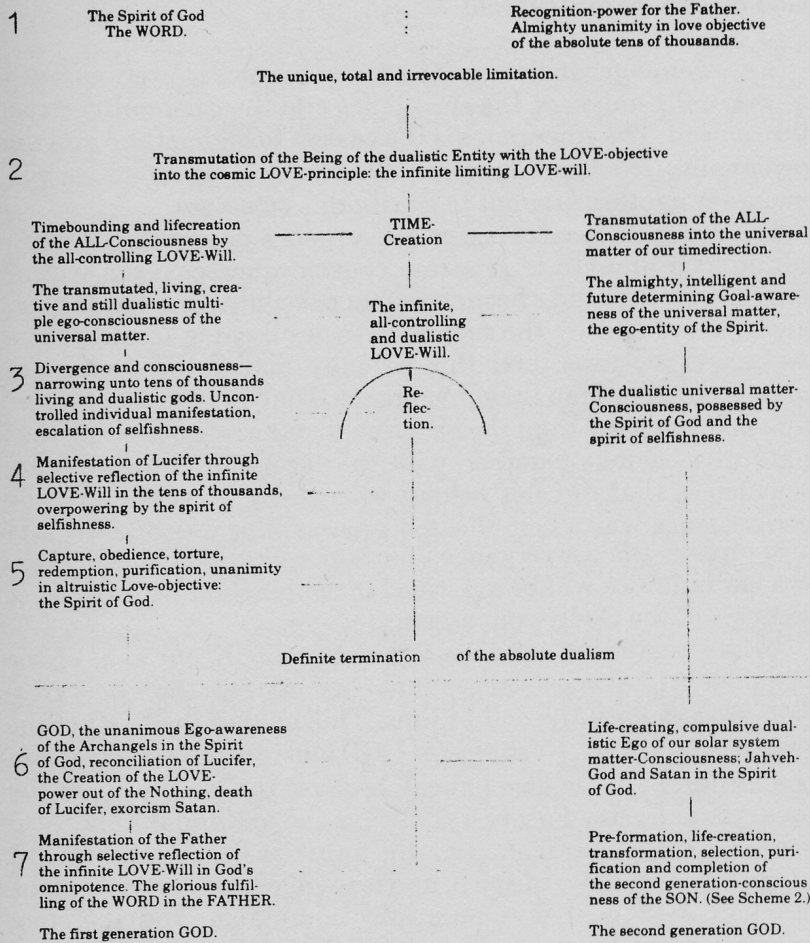 1
The Spirit of God
The WORD.
:
:
Recognition-power for the Father.
Almighty unanimity in love objective
of the absolute tens of thousands.
The unique, total and irrevocable limitation.
2
Transmutation of the Being of the dualistic Entity with the LOVE-objective
into the cosmic LOVE-principle: the infinite limiting LOVE-will.
Timebounding and lifecreation
of the ALL-Consciousness by
the all-controlling LOVE-Will.
TIME-
Creation
Transmutation of the ALL-
Consciousness into the universal
matter of our timedirection.
The transmutated, living, crea-
tive and still dualistic multi-
ple ego-consciousness of the
universal matter.
The infinite,
all-controlling
and dualistic
LOVE-Will.
The almighty, intelligent and
future determining Goal-aware-
ness of the universal matter,
the ego-entity of the Spirit.
3
Divergence and consciousness—
narrowing unto tens of thousands
living and dualistic gods. Uncon-
trolled individual manifestation,
escalation of selfishness.
Re-
flec-
tion.
The dualistic universal matter-
Consciousness, possessed by
the Spirit of God and the
spirit of selfishness.
4
Manifestation of Lucifer through
selective reflection of the infinite
LOVE-Will in the tens of thousands,
overpowering by the spirit of
selfishness.
5
Capture, obedience, torture,
redemption, purification, unanimity
in altruistic Love-objective:
the Spirit of God.
Definite termination of the absolute dualism
6
GOD, the unanimous Ego-awareness
of the Archangels in the Spirit
of God, reconciliation of Lucifer,
the Creation of the LOVE-
power out of the Nothing, death
of Lucifer, exorcism Satan.
Life-creating, compulsive dual-
istic Ego of our solar system
matter-Consciousness; Jahveh-
God and Satan in the Spirit
of God.
7
Manifestation of the Father
through selective reflection of
the infinite LOVE-Will in God's
omnipotence. The glorious fulfil-
ling of the WORD in the FATHER.
Pre-formation, life-creation,
transformation, selection, puri-
fication and completion of
the second generation-conscious
ness of the SON. (See Scheme 2.)
The first generation GOD.
The second generation GOD.